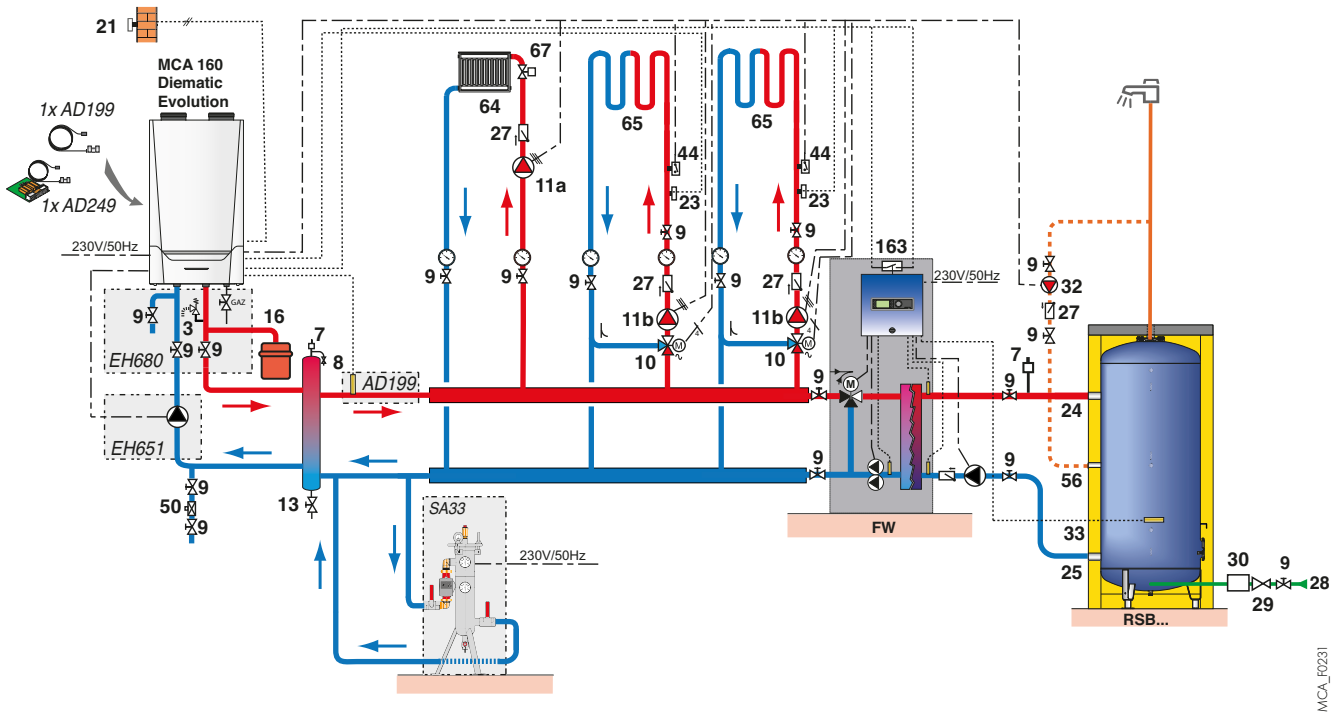 21
MCA 160
Diematic
Evolution
1x AD199
1x AD249
230V/50Hz
67
64
27
11a
65
65
44
23
44
23
9
9
27
27
11b
11b
4
4
M
M
10
10
9
9
9
9
163
230V/50Hz
9
32
27
9
7
9
24
56
33
25
30
29
9
28
RSB...
9
3
GAZ
16
9
9
EH680
7
8
AD199
EH651
9
50
9
13
SA33
230V/50Hz
9
M
9
9
FW
MCA_F0231